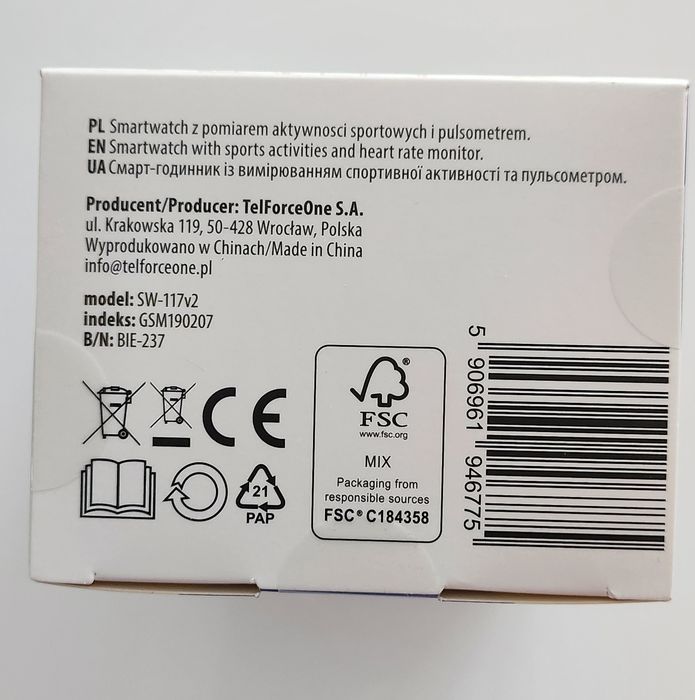 PL Smartwatch z pomiarem aktywnosci sportowych i pulsometrem.
EN Smartwatch with sports activities and heart rate monitor.
UA Смарт-годинник із вимірюванням спортивної активності та пульсометром.
Producent/Producer: TelForceOne S.A.
ul. Krakowska 119, 50-428 Wrocław, Polska
Wyprodukowano w Chinach/Made in China
info@telforceone.pl
model: SW-117v2
indeks: GSM190207
B/N: BIE-237
CE
21
PAP
®
FSC
www.fsc.org
MIX
Packaging from
responsible sources
FSC® C184358
5 906961 946775